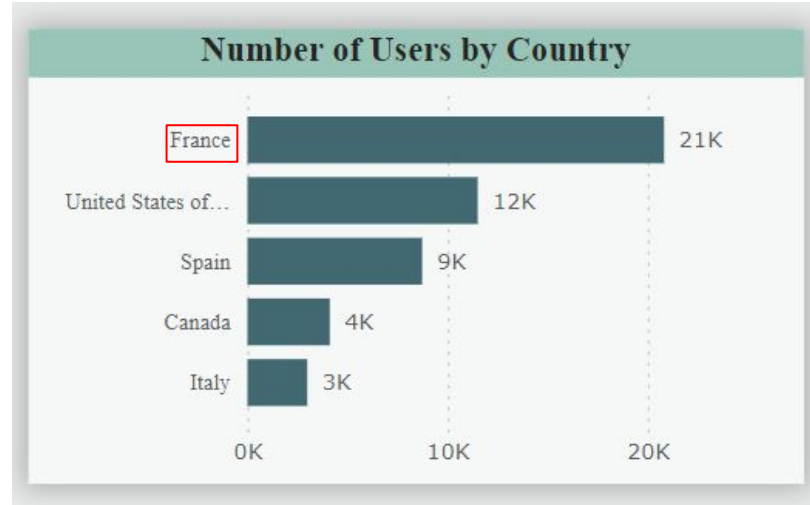 Number of Users by Country
France 21K
United States of... 12K
Spain 9K
Canada 4K
Italy 3K
0K 10K 20K